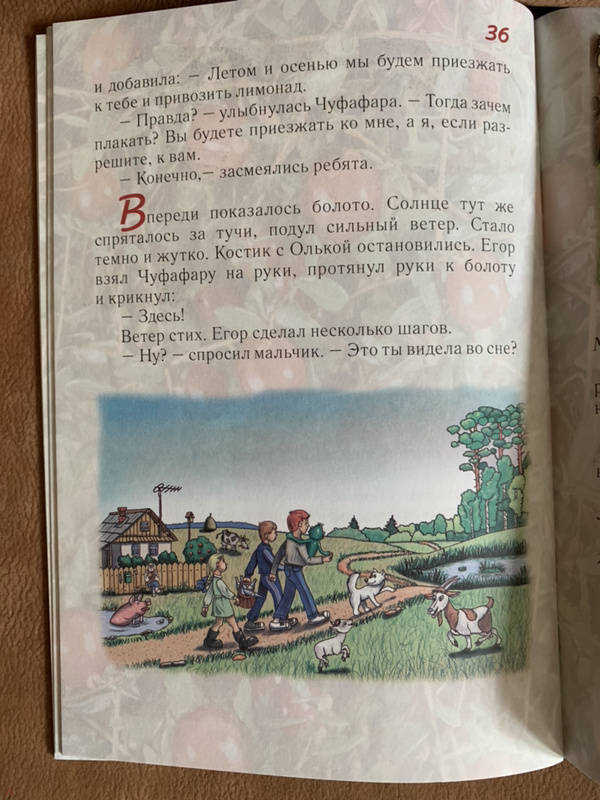 36
и добавила: — Летом и осенью мы будем приезжать
к тебе и привозить лимонад.
— Правда? — улыбнулась Чуфафара. — Тогда зачем
плакать? Вы будете приезжать ко мне, а я, если раз-
решите, к вам.
— Конечно,— засмеялись ребята.
Впереди показалось болото. Солнце тут же
спряталось за тучи, подул сильный ветер. Стало
темно и жутко. Костик с Олькой остановились. Егор
взял Чуфафару на руки, протянул руки к болоту
и крикнул:
— Здесь!
Ветер стих. Егор сделал несколько шагов.
— Ну? — спросил мальчик. — Это ты видела во сне?